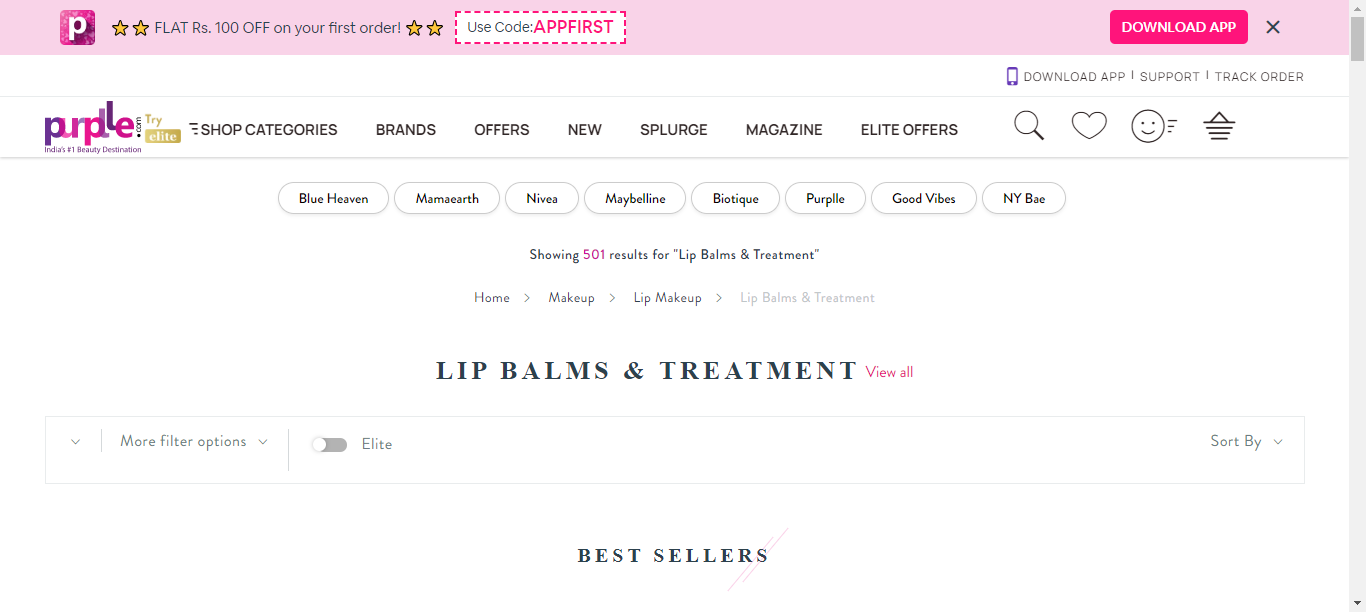 FLAT Rs. 100 OFF on your first order!
Use Code:APPFIRST
DOWNLOAD APP
DOWNLOAD APP
SUPPORT
TRACK ORDER
purplle.com
Try
elite
India's #1 Beauty Destination
SHOP CATEGORIES
BRANDS
OFFERS
NEW
SPLURGE
MAGAZINE
ELITE OFFERS
Blue Heaven
Mamaearth
Nivea
Maybelline
Biotique
Purplle
Good Vibes
NY Bae
Showing 501 results for "Lip Balms & Treatment"
Home > Makeup > Lip Makeup > Lip Balms & Treatment
LIP BALMS & TREATMENT View all
More filter options
Elite
Sort By
BEST SELLERS